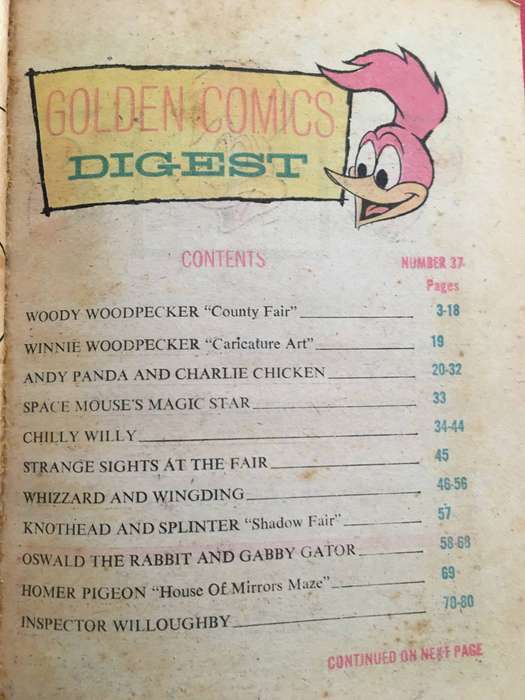 GOLDEN COMICS
DIGEST
CONTENTS
NUMBER 37
Pages
WOODY WOODPECKER “County Fair” 3-18
WINNIE WOODPECKER “Caricature Art” 19
ANDY PANDA AND CHARLIE CHICKEN 20-32
SPACE MOUSE'S MAGIC STAR 33
CHILLY WILLY 34-44
STRANGE SIGHTS AT THE FAIR 45
WHIZZARD AND WINGDING 46-56
KNOTHEAD AND SPLINTER “Shadow Fair” 57
OSWALD THE RABBIT AND GABBY GATOR 58-68
HOMER PIGEON “House Of Mirrors Maze” 69
INSPECTOR WILLOUGHBY 70-80
CONTINUED ON NEXT PAGE